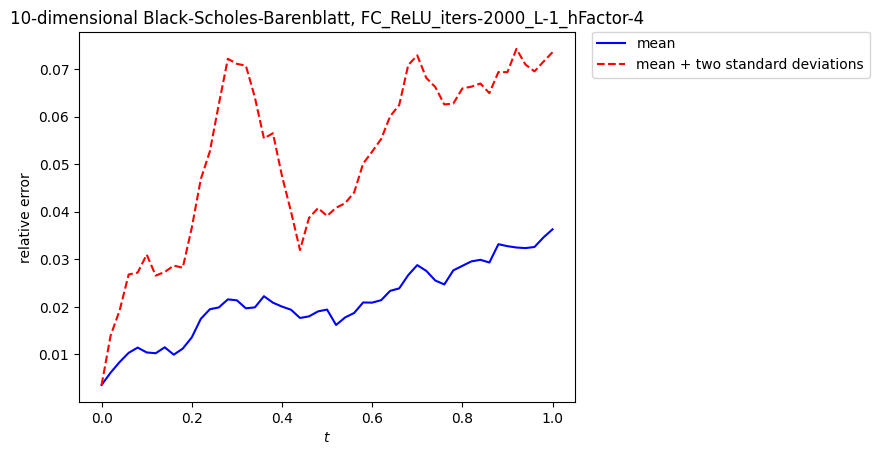 10-dimensional Black-Scholes-Barenblatt, FC_ReLU_iters-2000_L-1_hFactor-4
mean
mean + two standard deviations
relative error
0.07
0.06
0.05
0.04
0.03
0.02
0.01
0.0 0.2 0.4 0.6 0.8 1.0
t